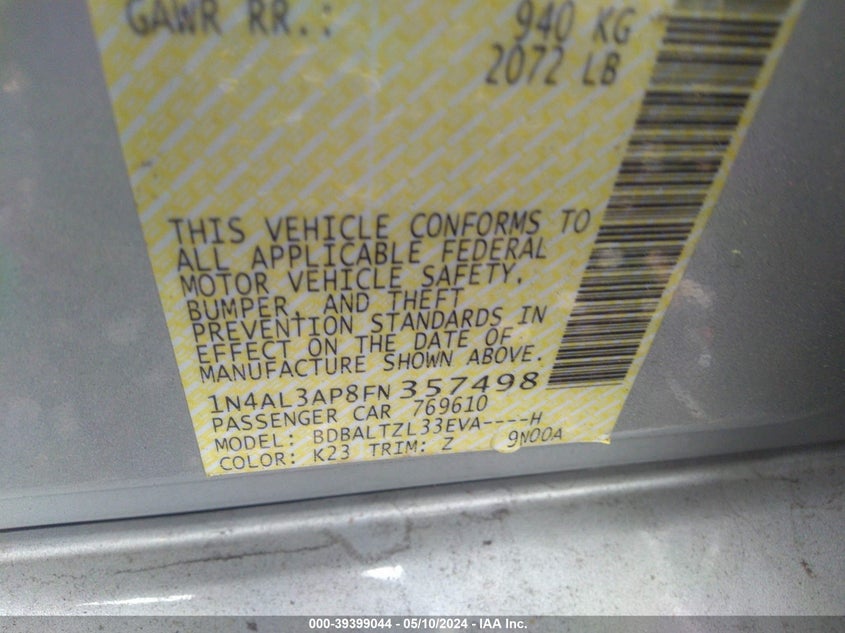 GAWR RR.: 940 KG
2072 LB
THIS VEHICLE CONFORMS TO
ALL APPLICABLE FEDERAL
MOTOR VEHICLE SAFETY,
BUMPER, AND THEFT
PREVENTION STANDARDS IN
EFFECT ON THE DATE OF
MANUFACTURE SHOWN ABOVE.
1N4AL3AP8FN357498
PASSENGER CAR 769610
MODEL: BDBALTZL33EVA----H
COLOR: K23 TRIM: Z 9N00A
000-39399044 — 05/10/2024 — IAA Inc.